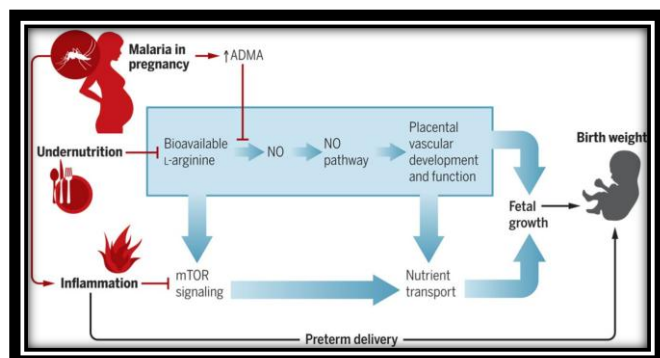 Malaria in
pregnancy
↑ADMA
Undernutrition
Bioavailable
L-arginine
NO
NO
pathway
Placental
vascular
development
and function
Birth weight
Fetal
growth
Inflammation
mTOR
signaling
Nutrient
transport
Preterm delivery